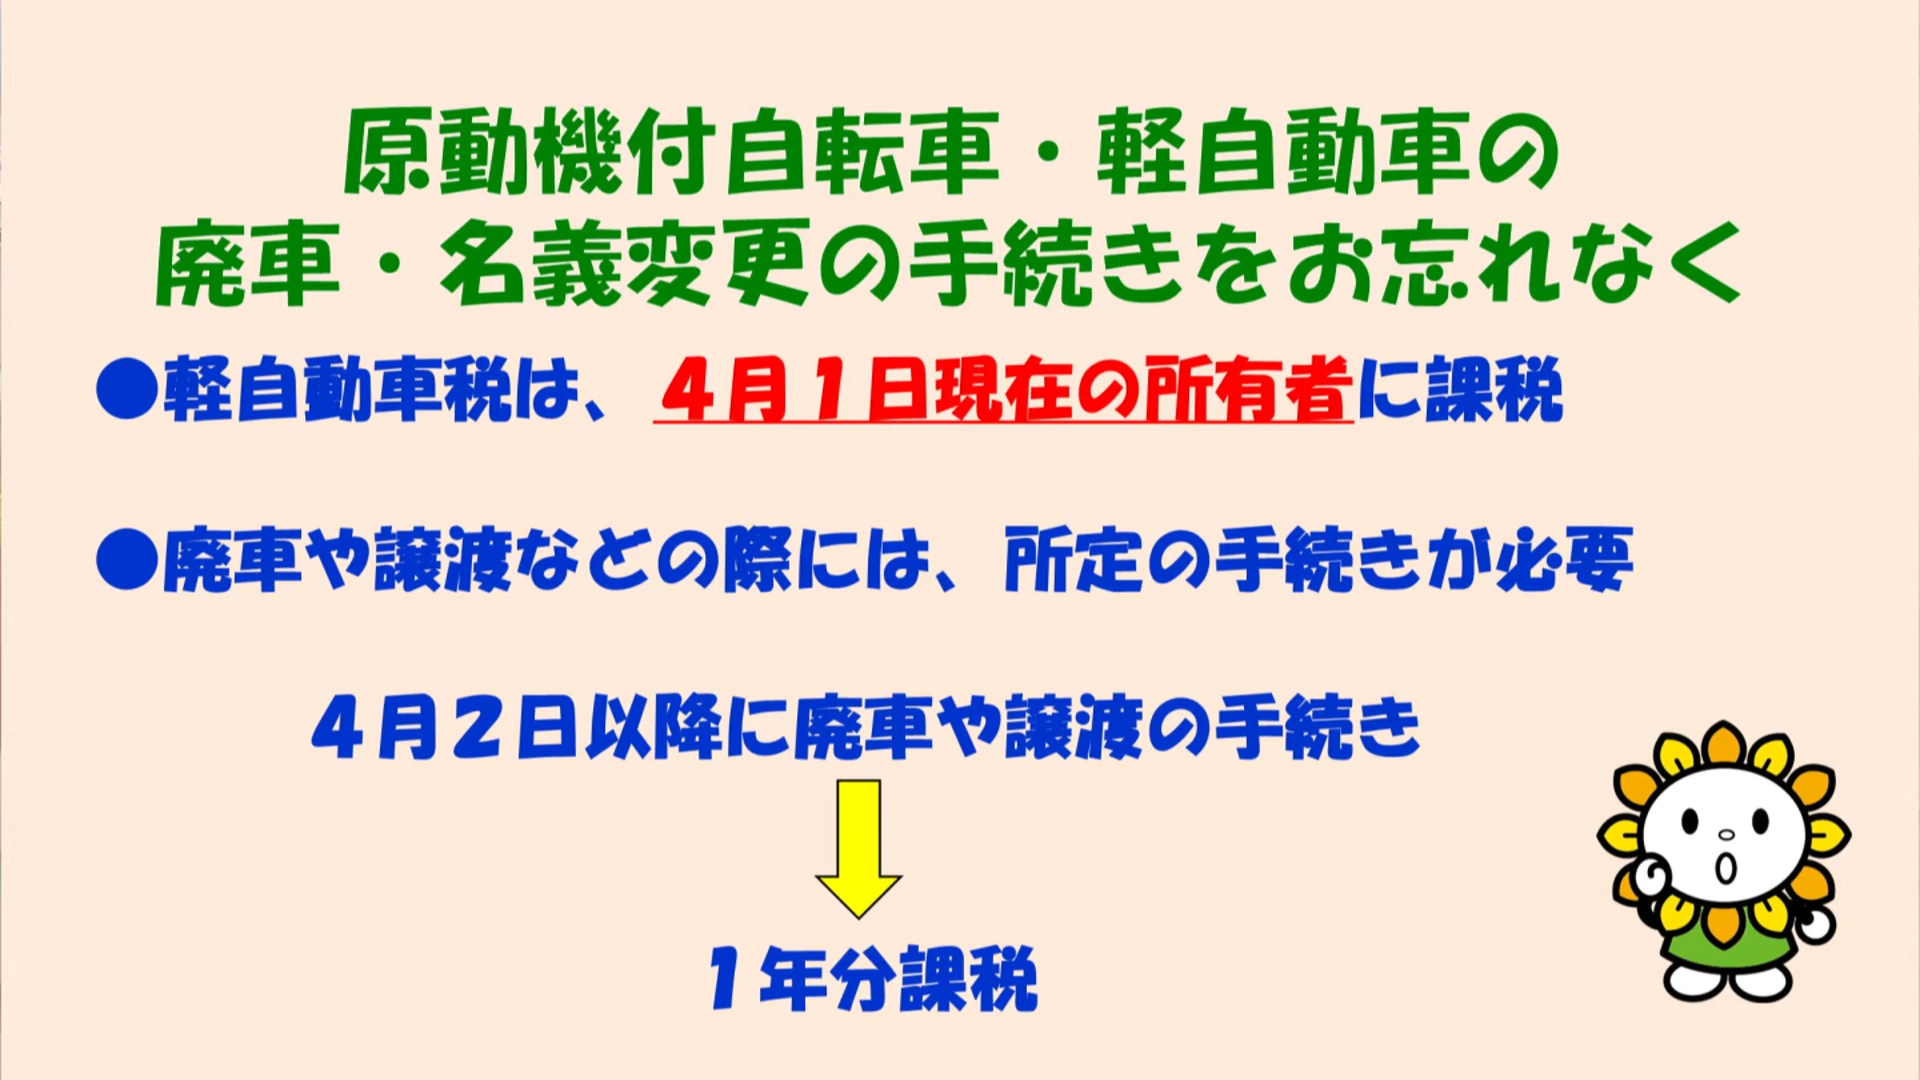 原動機付自転車・軽自動車の
廃車・名義変更の手続きをお忘れなく
●軽自動車税は、４月１日現在の所有者に課税
●廃車や譲渡などの際には、所定の手続きが必要
４月２日以降に廃車や譲渡の手続き
１年分課税